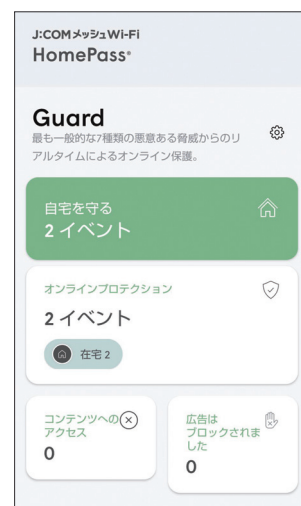 J:COMメッシュWi-Fi
HomePass®
Guard
最も一般的な7種類の悪意ある脅威からのリ
アルタイムによるオンライン保護。
自宅を守る
2 イベント
オンラインプロテクション
2 イベント
在宅 2
コンテンツへの
アクセス
0
広告は
ブロックされま
した
0